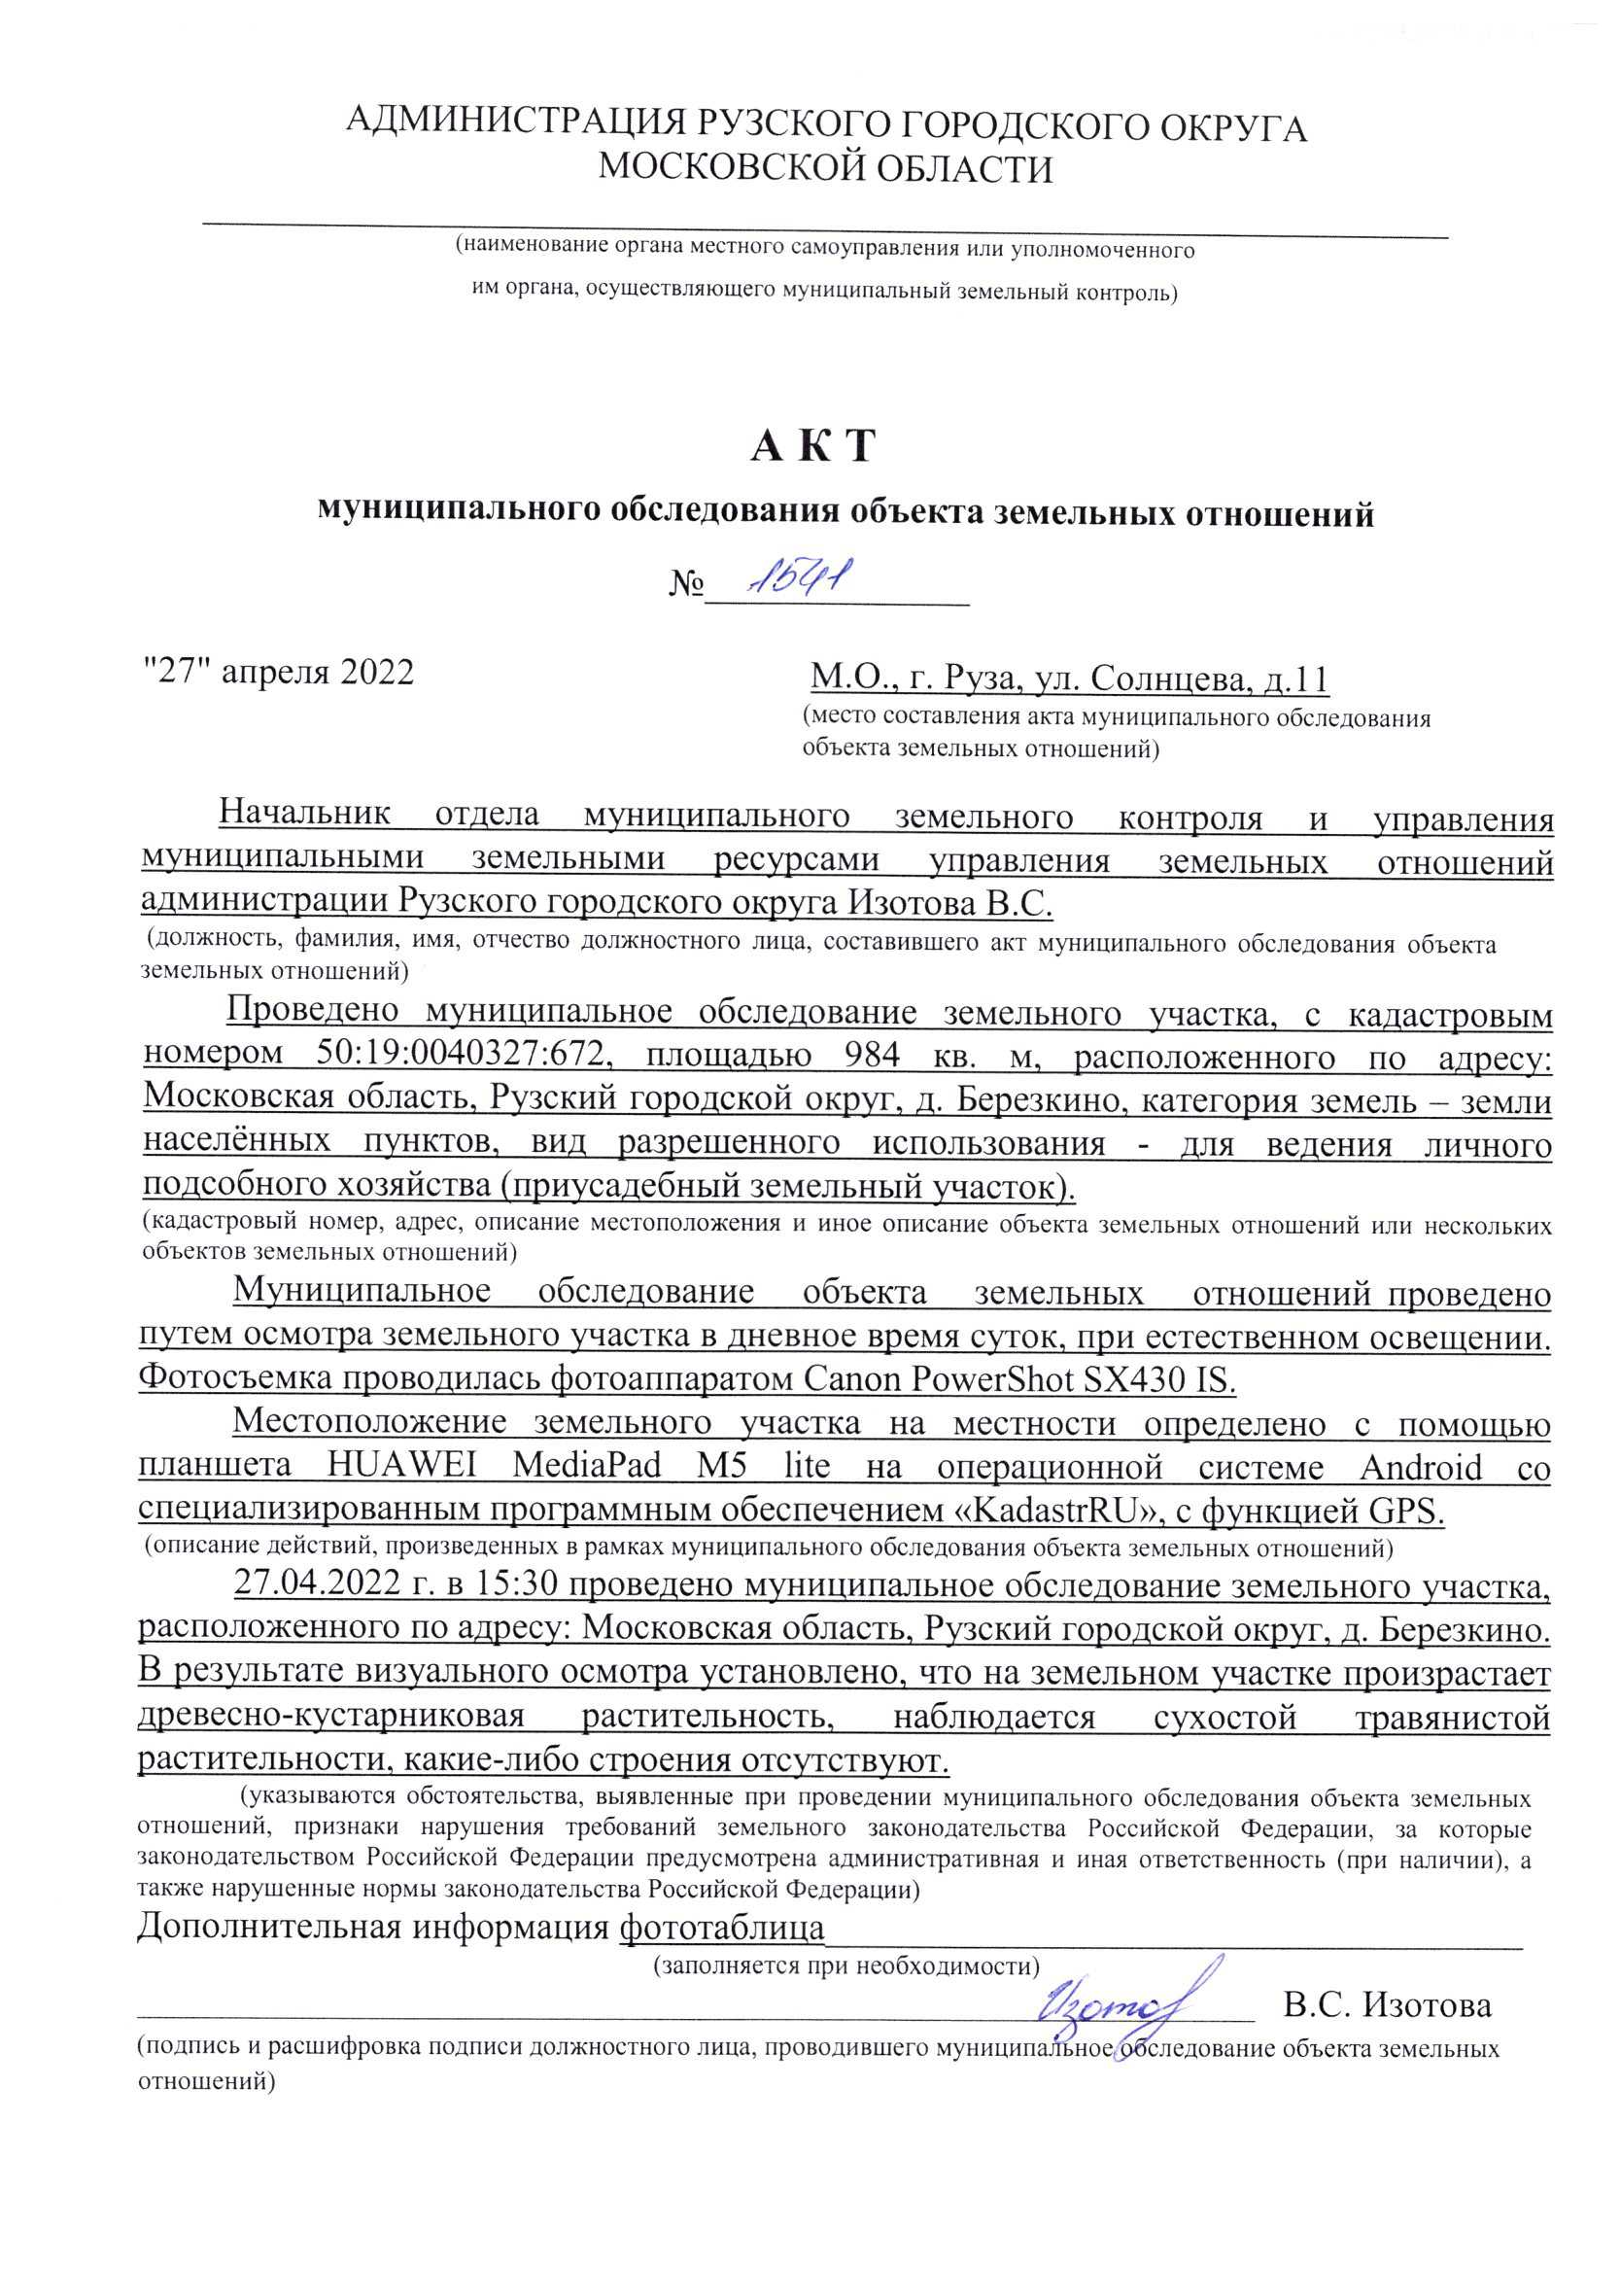 АДМИНИСТРАЦИЯ РУЗСКОГО ГОРОДСКОГО ОКРУГА
МОСКОВСКОЙ ОБЛАСТИ
(наименование органа местного самоуправления или уполномоченного
им органа, осуществляющего муниципальный земельный контроль)
А К Т
муниципального обследования объекта земельных отношений
№ 1541
"27" апреля 2022
М.О., г. Руза, ул. Солнцева, д.11
(место составления акта муниципального обследования
объекта земельных отношений)
Начальник отдела муниципального земельного контроля и управления
муниципальными земельными ресурсами управления земельных отношений
администрации Рузского городского округа Изотова В.С.
(должность, фамилия, имя, отчество должностного лица, составившего акт муниципального обследования объекта
земельных отношений)
Проведено муниципальное обследование земельного участка, с кадастровым
номером 50:19:0040327:672, площадью 984 кв. м, расположенного по адресу:
Московская область, Рузский городской округ, д. Березкино, категория земель – земли
населённых пунктов, вид разрешенного использования - для ведения личного
подсобного хозяйства (приусадебный земельный участок).
(кадастровый номер, адрес, описание местоположения и иное описание объекта земельных отношений или нескольких
объектов земельных отношений)
Муниципальное обследование объекта земельных отношений проведено
путем осмотра земельного участка в дневное время суток, при естественном освещении.
Фотосъемка проводилась фотоаппаратом Canon PowerShot SX430 IS.
Местоположение земельного участка на местности определено с помощью
планшета HUAWEI MediaPad M5 lite на операционной системе Android со
специализированным программным обеспечением «KadastrRU», с функцией GPS.
(описание действий, произведенных в рамках муниципального обследования объекта земельных отношений)
27.04.2022 г. в 15:30 проведено муниципальное обследование земельного участка,
расположенного по адресу: Московская область, Рузский городской округ, д. Березкино.
В результате визуального осмотра установлено, что на земельном участке произрастает
древесно-кустарниковая растительность, наблюдается сухостой травянистой
растительности, какие-либо строения отсутствуют.
(указываются обстоятельства, выявленные при проведении муниципального обследования объекта земельных
отношений, признаки нарушения требований земельного законодательства Российской Федерации, за которые
законодательством Российской Федерации предусмотрена административная и иная ответственность (при наличии), а
также нарушенные нормы законодательства Российской Федерации)
Дополнительная информация фототаблица
(заполняется при необходимости)
Изотов В.С. Изотова
(подпись и расшифровка подписи должностного лица, проводившего муниципальное обследование объекта земельных
отношений)